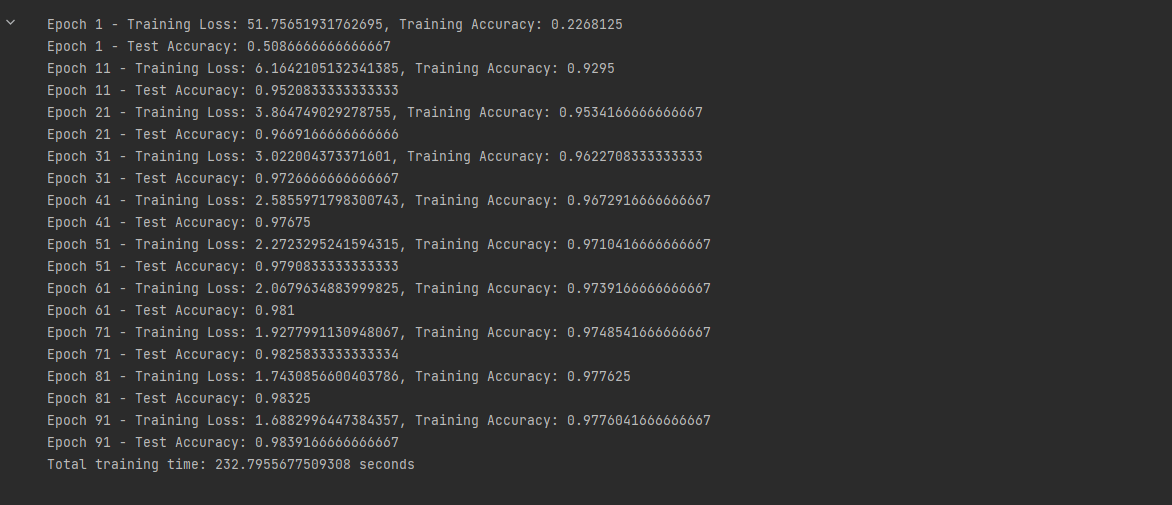 Epoch 1 - Training Loss: 51.75651931762695, Training Accuracy: 0.2268125
Epoch 1 - Test Accuracy: 0.5086666666666667
Epoch 11 - Training Loss: 6.1642105132341385, Training Accuracy: 0.9295
Epoch 11 - Test Accuracy: 0.9520833333333333
Epoch 21 - Training Loss: 3.864749029278755, Training Accuracy: 0.9534166666666667
Epoch 21 - Test Accuracy: 0.9669166666666666
Epoch 31 - Training Loss: 3.022004373371601, Training Accuracy: 0.9622708333333333
Epoch 31 - Test Accuracy: 0.9726666666666667
Epoch 41 - Training Loss: 2.5855971798300743, Training Accuracy: 0.9672916666666667
Epoch 41 - Test Accuracy: 0.97675
Epoch 51 - Training Loss: 2.2723295241594315, Training Accuracy: 0.9710416666666667
Epoch 51 - Test Accuracy: 0.9790833333333333
Epoch 61 - Training Loss: 2.0679634883999825, Training Accuracy: 0.9739166666666667
Epoch 61 - Test Accuracy: 0.981
Epoch 71 - Training Loss: 1.9277991130948067, Training Accuracy: 0.9748541666666667
Epoch 71 - Test Accuracy: 0.9825833333333334
Epoch 81 - Training Loss: 1.7430856600403786, Training Accuracy: 0.977625
Epoch 81 - Test Accuracy: 0.98325
Epoch 91 - Training Loss: 1.6882996447384357, Training Accuracy: 0.9776041666666667
Epoch 91 - Test Accuracy: 0.9839166666666667
Total training time: 232.7955677509308 seconds